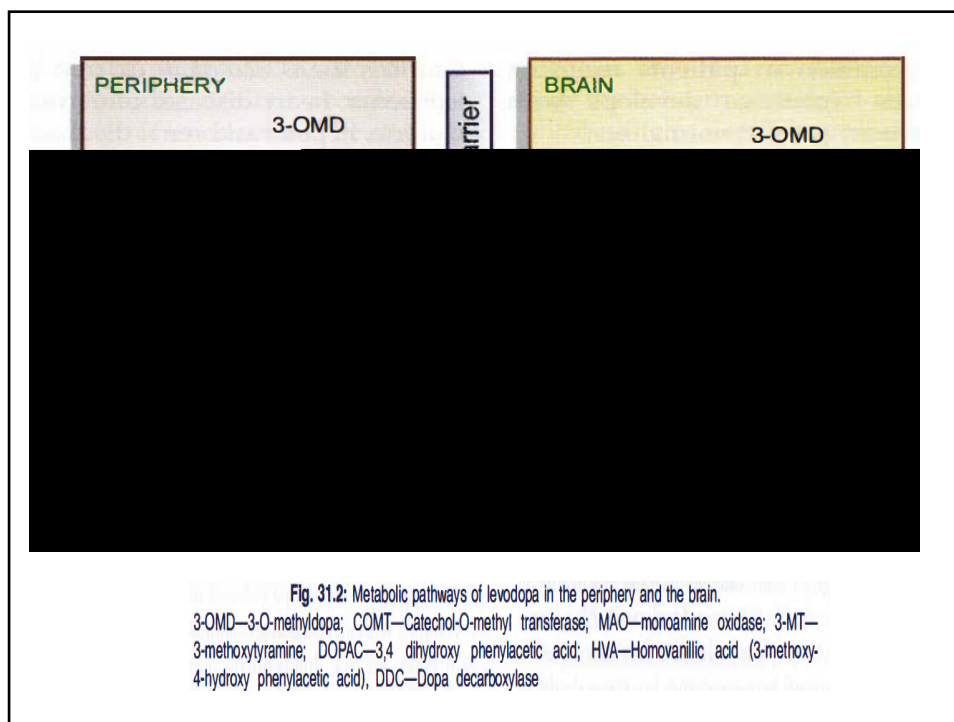 PERIPHERY
3-OMD
arrier
BRAIN
3-OMD
Fig. 31.2: Metabolic pathways of levodopa in the periphery and the brain.
3-OMD—3-O-methyldopa; COMT—Catechol-O-methyl transferase; MAO—monoamine oxidase; 3-MT—
3-methoxytyramine; DOPAC—3,4 dihydroxy phenylacetic acid; HVA—Homovanillic acid (3-methoxy-
4-hydroxy phenylacetic acid), DDC—Dopa decarboxylase